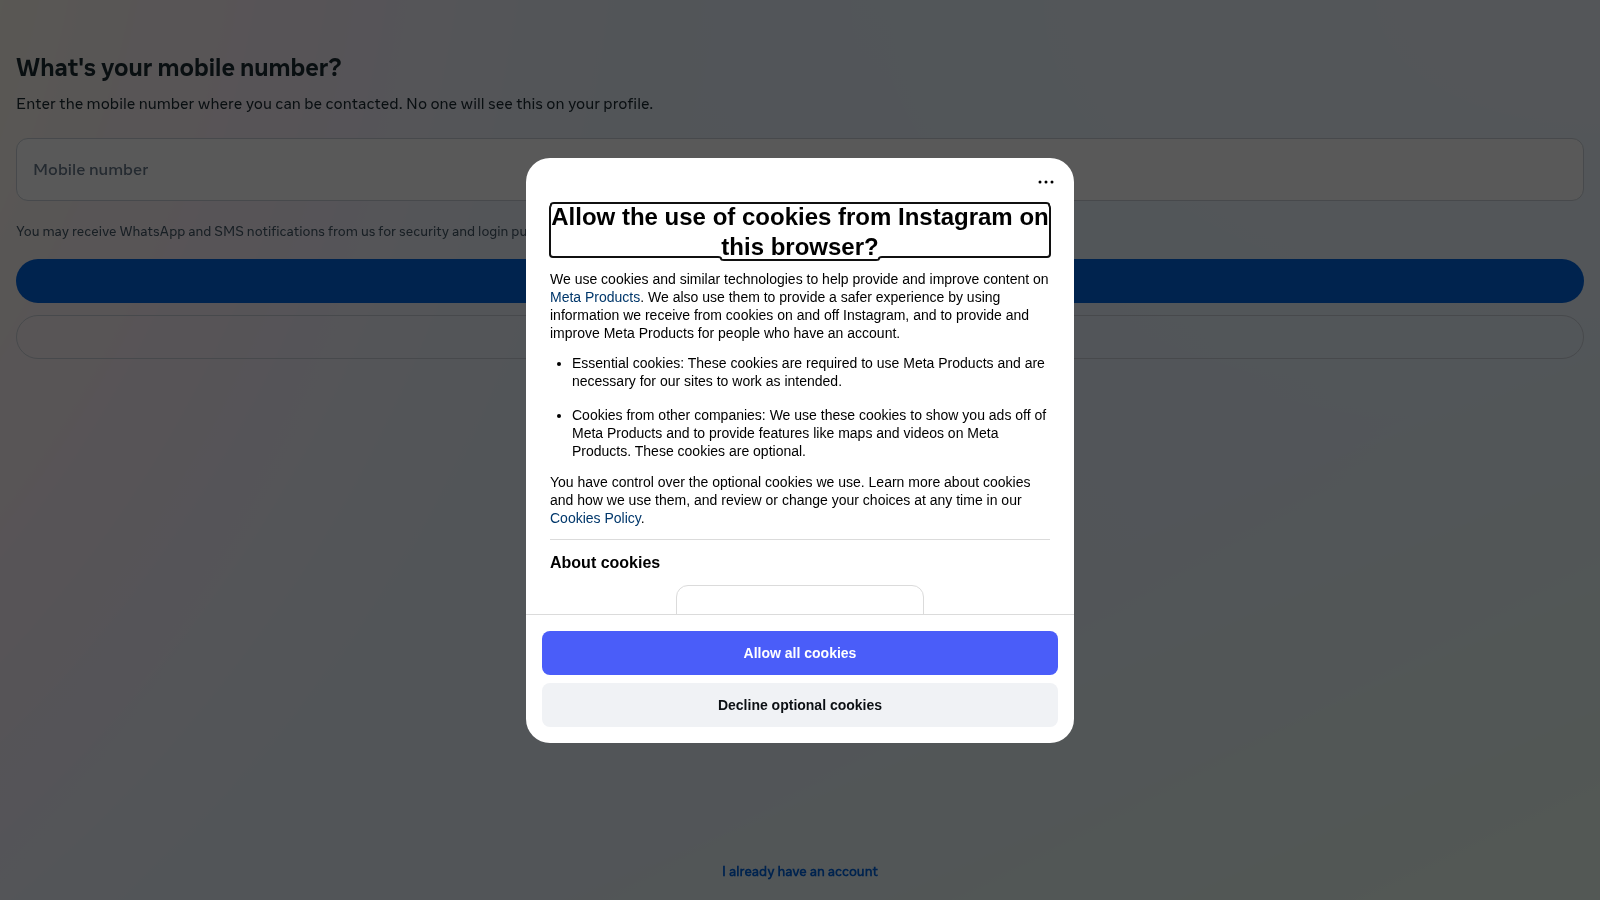 What's your mobile number?
Enter the mobile number where you can be contacted. No one will see this on your profile.
Mobile number
You may receive WhatsApp and SMS notifications from us for security and login pu
Allow the use of cookies from Instagram on
this browser?
We use cookies and similar technologies to help provide and improve content on
Meta Products. We also use them to provide a safer experience by using
information we receive from cookies on and off Instagram, and to provide and
improve Meta Products for people who have an account.
• Essential cookies: These cookies are required to use Meta Products and are
necessary for our sites to work as intended.
• Cookies from other companies: We use these cookies to show you ads off of
Meta Products and to provide features like maps and videos on Meta
Products. These cookies are optional.
You have control over the optional cookies we use. Learn more about cookies
and how we use them, and review or change your choices at any time in our
Cookies Policy.
About cookies
Allow all cookies
Decline optional cookies
I already have an account